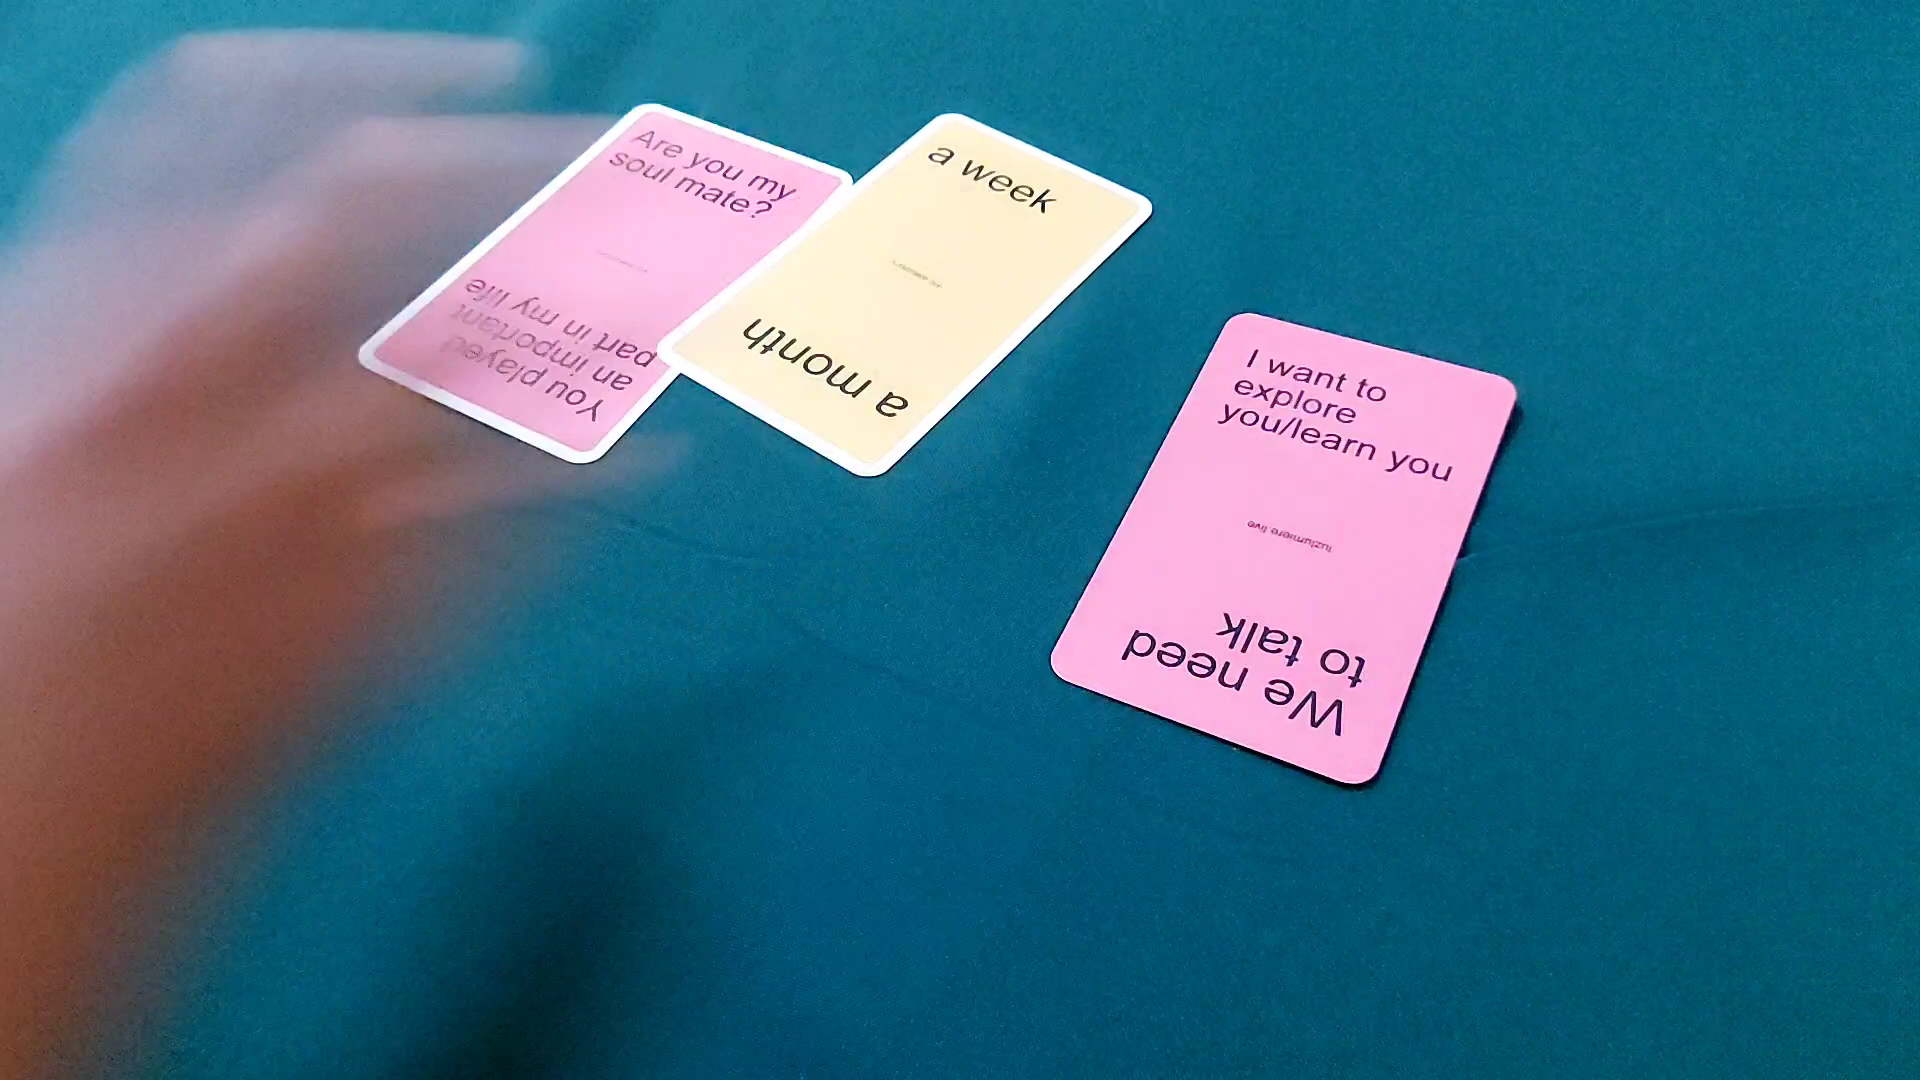 Are you my
soul mate?
You played
an important
part in my life
a week
a month
I want to
explore
you/learn you
luzlumiere live
We need
to talk